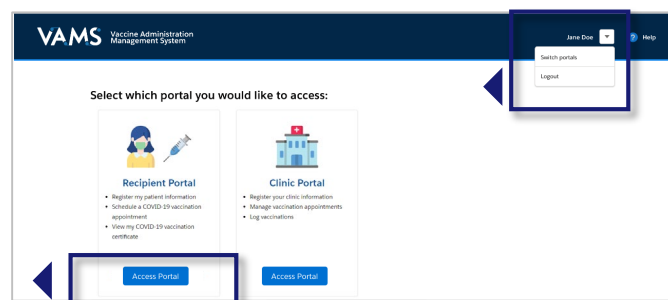 VAMS Vaccine Administration
Management System
Jane Doe
? Help
Switch portals
Logout
Select which portal you would like to access:
Recipient Portal
• Register my patient information
• Schedule a COVID-19 vaccination
appointment
• View my COVID-19 vaccination
certificate
Access Portal
Clinic Portal
• Register your clinic information
• Manage vaccination appointments
• Log vaccinations
Access Portal